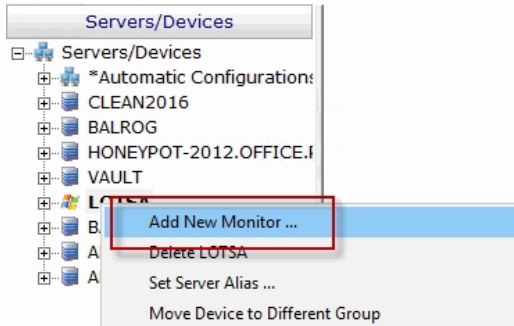 Servers/Devices
Servers/Devices
*Automatic Configurations
CLEAN2016
BALROG
HONEYPOT-2012.OFFICE.
VAULT
LOTSA
B
Add New Monitor ...
A
Delete LOTSA
A
Set Server Alias ...
Move Device to Different Group